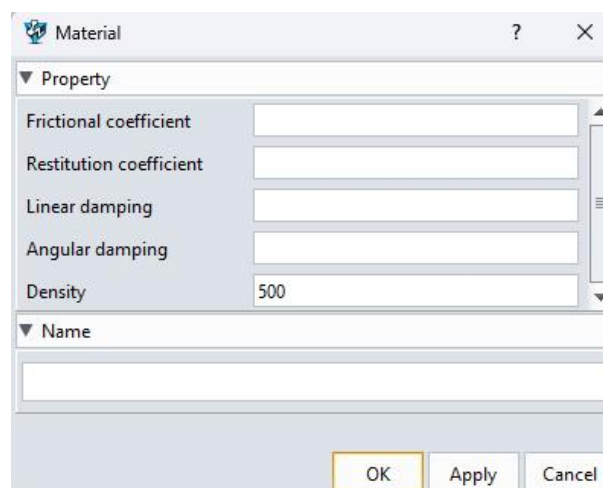 Material ?
Property
Frictional coefficient
Restitution coefficient
Linear damping
Angular damping
Density 500
Name
OK Apply Cancel